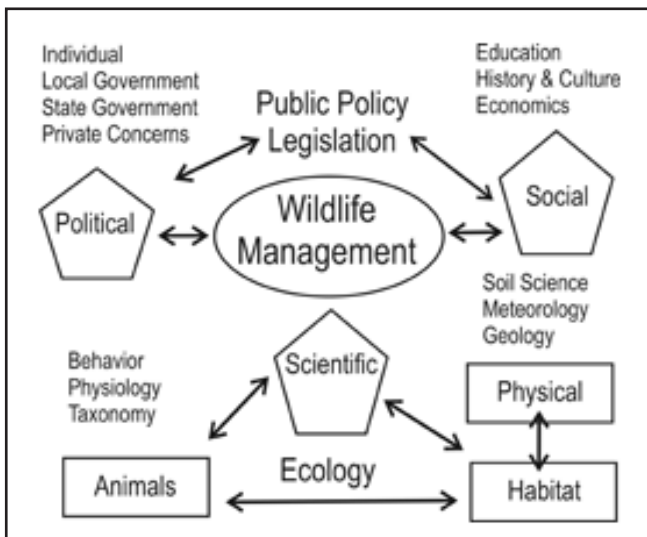 Individual
Local Government
State Government
Private Concerns
Education
History & Culture
Economics
Public Policy
Legislation
Political
Wildlife
Management
Social
Soil Science
Meteorology
Geology
Behavior
Physiology
Taxonomy
Scientific
Physical
Animals
Ecology
Habitat